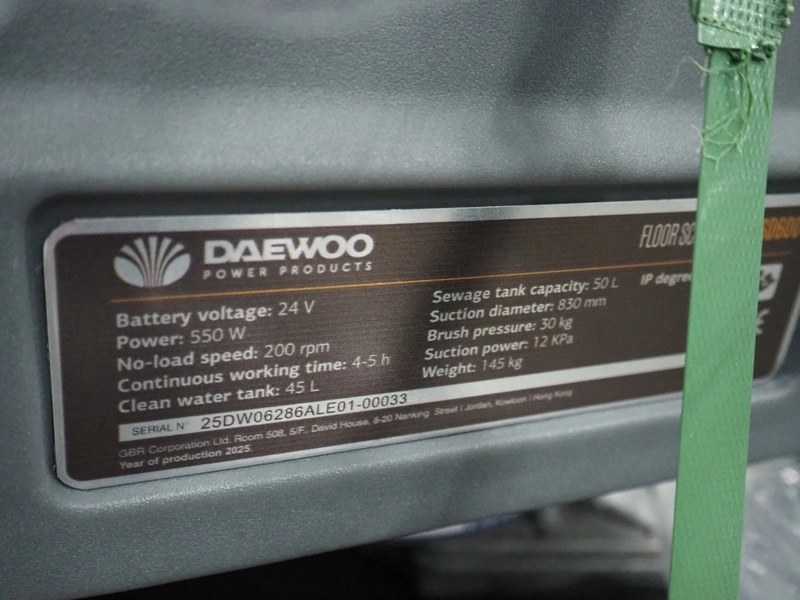 DAEWOO
POWER PRODUCTS
FLOOR
Battery voltage: 24 V
Power: 550 W
No-load speed: 200 rpm
Continuous working time: 4-5 h
Clean water tank: 45 L
Sewage tank capacity: 50 L
Suction diameter: 830 mm
Brush pressure: 30 kg
Suction power: 12 KPa
Weight: 145 kg
IP degree
SERIAL N° 25DW06286ALE01-00033
GBR Corporation Ltd. Room 508, 5/F., David House, 8-20 Nanking Street | Jordan, Kowloon | Hong Kong
Year of production 2025.